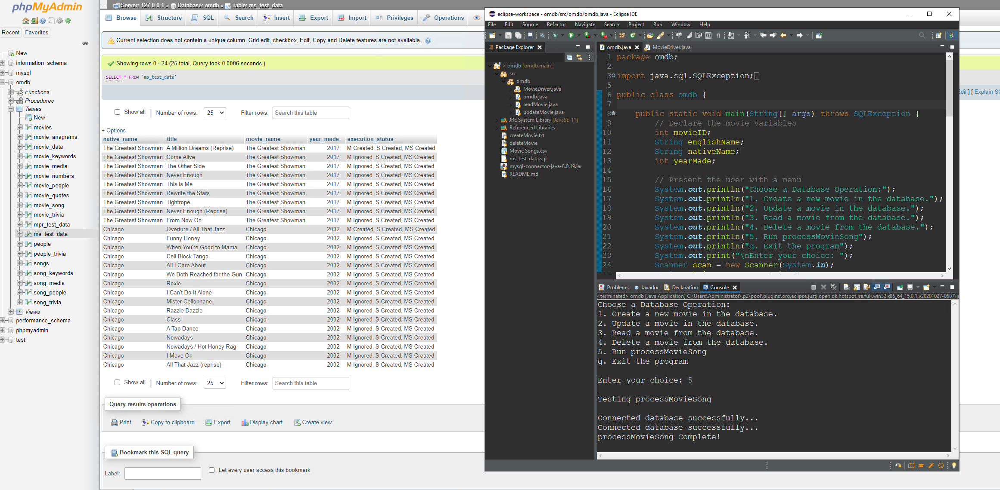 phpMyAdmin
Recent Favorites
New
information_schema
mysql
omdb
Functions
Procedures
Tables
New
movies
movie_anagrams
movie_data
movie_keywords
movie_media
movie_numbers
movie_people
movie_quotes
movie_song
movie_trivia
mpr_test_data
ms_test_data
people
people_trivia
songs
song_keywords
song_media
song_people
song_trivia
Views
performance_schema
phpmyadmin
test
Server: 127.0.0.1 » Database: omdb » Table: ms_test_data
Browse Structure SQL Search Insert Export Import Privileges Operations
Current selection does not contain a unique column. Grid edit, checkbox, Edit, Copy and Delete features are not available.
Showing rows 0 - 24 (25 total, Query took 0.0006 seconds.)
SELECT * FROM `ms_test_data`
Edit ] [ Explain SQ
Show all Number of rows: 25 Filter rows: Search this table
+ Options
native_name title movie_name year_made execution_status
The Greatest Showman A Million Dreams (Reprise) The Greatest Showman 2017 M Created, S Created, MS Created
The Greatest Showman Come Alive The Greatest Showman 2017 M Ignored, S Created, MS Created
The Greatest Showman The Other Side The Greatest Showman 2017 M Ignored, S Created, MS Created
The Greatest Showman Never Enough The Greatest Showman 2017 M Ignored, S Created, MS Created
The Greatest Showman This Is Me The Greatest Showman 2017 M Ignored, S Created, MS Created
The Greatest Showman Rewrite the Stars The Greatest Showman 2017 M Ignored, S Created, MS Created
The Greatest Showman Tightrope The Greatest Showman 2017 M Ignored, S Created, MS Created
The Greatest Showman Never Enough (Reprise) The Greatest Showman 2017 M Ignored, S Created, MS Created
The Greatest Showman From Now On The Greatest Showman 2017 M Ignored, S Created, MS Created
Chicago Overture / All That Jazz Chicago 2002 M Created, S Created, MS Created
Chicago Funny Honey Chicago 2002 M Ignored, S Created, MS Created
Chicago When You're Good to Mama Chicago 2002 M Ignored, S Created, MS Created
Chicago Cell Block Tango Chicago 2002 M Ignored, S Created, MS Created
Chicago All I Care About Chicago 2002 M Ignored, S Created, MS Created
Chicago We Both Reached for the Gun Chicago 2002 M Ignored, S Created, MS Created
Chicago Roxie Chicago 2002 M Ignored, S Created, MS Created
Chicago I Can't Do It Alone Chicago 2002 M Ignored, S Created, MS Created
Chicago Mister Cellophane Chicago 2002 M Ignored, S Created, MS Created
Chicago Razzle Dazzle Chicago 2002 M Ignored, S Created, MS Created
Chicago Class Chicago 2002 M Ignored, S Created, MS Created
Chicago A Tap Dance Chicago 2002 M Ignored, S Created, MS Created
Chicago Nowadays Chicago 2002 M Ignored, S Created, MS Created
Chicago Nowadays / Hot Honey Rag Chicago 2002 M Ignored, S Created, MS Created
Chicago I Move On Chicago 2002 M Ignored, S Created, MS Created
Chicago All That Jazz (reprise) Chicago 2002 M Ignored, S Created, MS Created
Show all Number of rows: 25 Filter rows: Search this table
Query results operations
Print Copy to clipboard Export Display chart Create view
Bookmark this SQL query
Label: Let every user access this bookmark
eclipse-workspace - omdb/src/omdb/omdb.java - Eclipse IDE
File Edit Source Refactor Navigate Search Project Run Window Help
Package Explorer
> omdb [omdb main]
src
omdb
MovieDriver.java
omdb.java
readMovie.java
updateMovie.java
JRE System Library [JavaSE-11]
Referenced Libraries
createMovie.txt
deleteMovie
Movie Songs.csv
ms_test_data.sql
mysql-connector-java-8.0.19.jar
README.md
omdb.java MovieDriver.java
1 package omdb;
2
3 import java.sql.SQLException;
5
6 public class omdb {
7
8 public static void main(String[] args) throws SQLException {
9 // Declare the movie variables
10 int movieID;
11 String englishName;
12 String nativeName;
13 int yearMade;
14
15 // Present the user with a menu
16 System.out.println("Choose a Database Operation:");
17 System.out.println("1. Create a new movie in the database.");
18 System.out.println("2. Update a movie in the database.");
19 System.out.println("3. Read a movie from the database.");
20 System.out.println("4. Delete a movie from the database.");
21 System.out.println("5. Run processMovieSong");
22 System.out.println("q. Exit the program");
23 System.out.print("\nEnter your choice: ");
24 Scanner scan = new Scanner(System.in);
Problems Javadoc Declaration Console
<terminated> omdb [Java Application] C:\Users\Administrator\.p2\pool\plugins\org.eclipse.justj.openjdk.hotspot.jre.full.win32.x86_64_15.0.1.v20201027-0507\j
Choose a Database Operation:
1. Create a new movie in the database.
2. Update a movie in the database.
3. Read a movie from the database.
4. Delete a movie from the database.
5. Run processMovieSong
q. Exit the program
Enter your choice: 5
Testing processMovieSong
Connected database successfully...
Connected database successfully...
processMovieSong Complete!